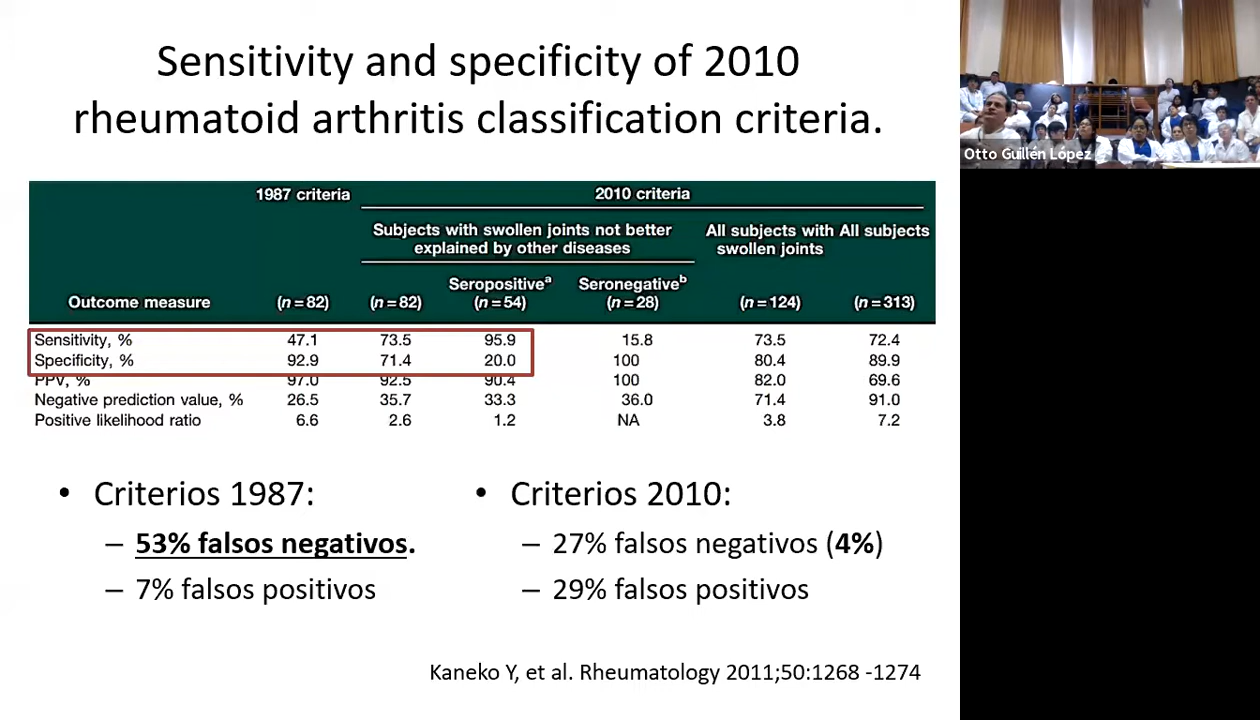 Sensitivity and specificity of 2010
rheumatoid arthritis classification criteria.
1987 criteria 2010 criteria
Subjects with swollen joints not better explained by other diseases
All subjects with swollen joints
All subjects
Outcome measure (n=82) (n=82) Seropositiveᵃ (n=54) Seronegativeᵇ (n=28) (n=124) (n=313)
Sensitivity, % 47.1 73.5 95.9 15.8 73.5 72.4
Specificity, % 92.9 71.4 20.0 100 80.4 89.9
PPV, % 97.0 92.5 90.4 100 82.0 69.6
Negative prediction value, % 26.5 35.7 33.3 36.0 71.4 91.0
Positive likelihood ratio 6.6 2.6 1.2 NA 3.8 7.2
• Criterios 1987:
– 53% falsos negativos.
– 7% falsos positivos
• Criterios 2010:
– 27% falsos negativos (4%)
– 29% falsos positivos
Kaneko Y, et al. Rheumatology 2011;50:1268 -1274
Otto Guillén López